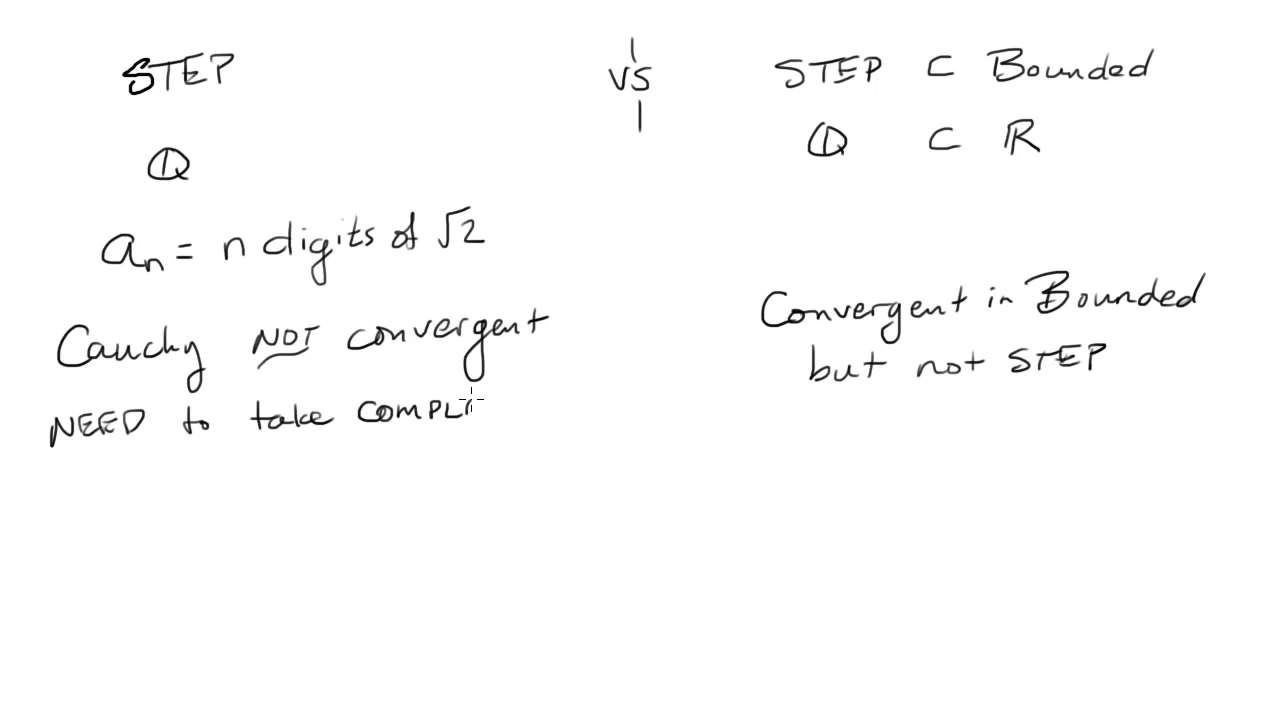 STEP
VS
STEP ⊂ Bounded
ℚ
ℚ ⊂ ℝ
aₙ = n digits of √2
Cauchy NOT convergent
NEED to take COMPL
Convergent in Bounded
but not STEP